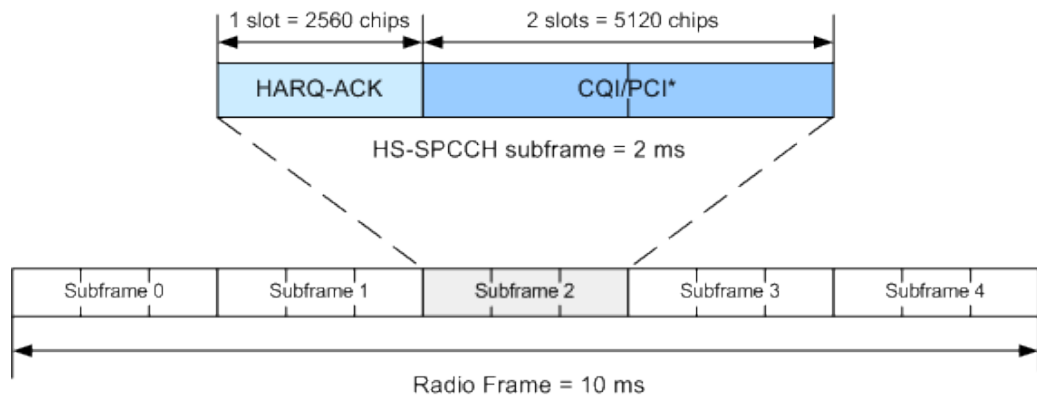 1 slot = 2560 chips
2 slots = 5120 chips
HARQ-ACK
CQI/PCI*
HS-SPCCH subframe = 2 ms
Subframe 0
Subframe 1
Subframe 2
Subframe 3
Subframe 4
Radio Frame = 10 ms